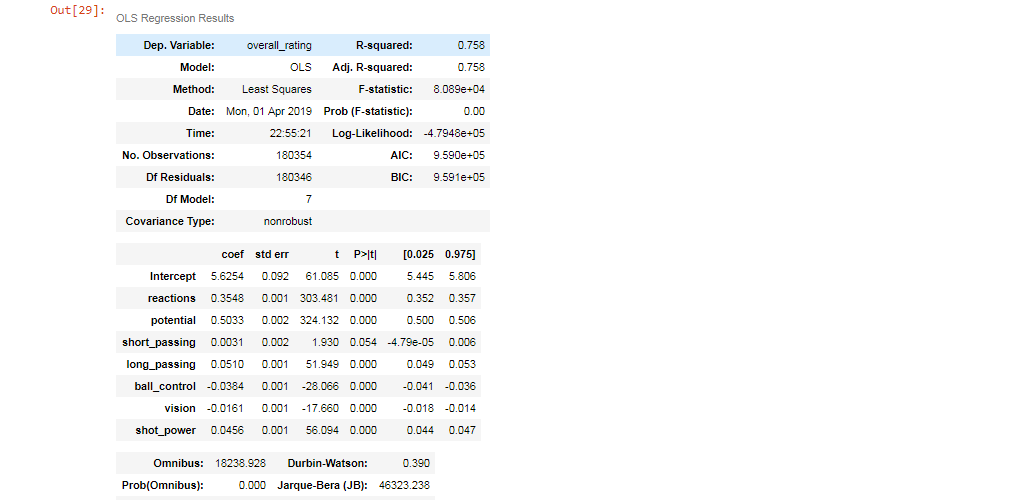 Out[29]:
OLS Regression Results
Dep. Variable: overall_rating R-squared: 0.758
Model: OLS Adj. R-squared: 0.758
Method: Least Squares F-statistic: 8.089e+04
Date: Mon, 01 Apr 2019 Prob (F-statistic): 0.00
Time: 22:55:21 Log-Likelihood: -4.7948e+05
No. Observations: 180354 AIC: 9.590e+05
Df Residuals: 180346 BIC: 9.591e+05
Df Model: 7
Covariance Type: nonrobust
coef std err t P>|t| [0.025 0.975]
Intercept 5.6254 0.092 61.085 0.000 5.445 5.806
reactions 0.3548 0.001 303.481 0.000 0.352 0.357
potential 0.5033 0.002 324.132 0.000 0.500 0.506
short_passing 0.0031 0.002 1.930 0.054 -4.79e-05 0.006
long_passing 0.0510 0.001 51.949 0.000 0.049 0.053
ball_control -0.0384 0.001 -28.066 0.000 -0.041 -0.036
vision -0.0161 0.001 -17.660 0.000 -0.018 -0.014
shot_power 0.0456 0.001 56.094 0.000 0.044 0.047
Omnibus: 18238.928 Durbin-Watson: 0.390
Prob(Omnibus): 0.000 Jarque-Bera (JB): 46323.238